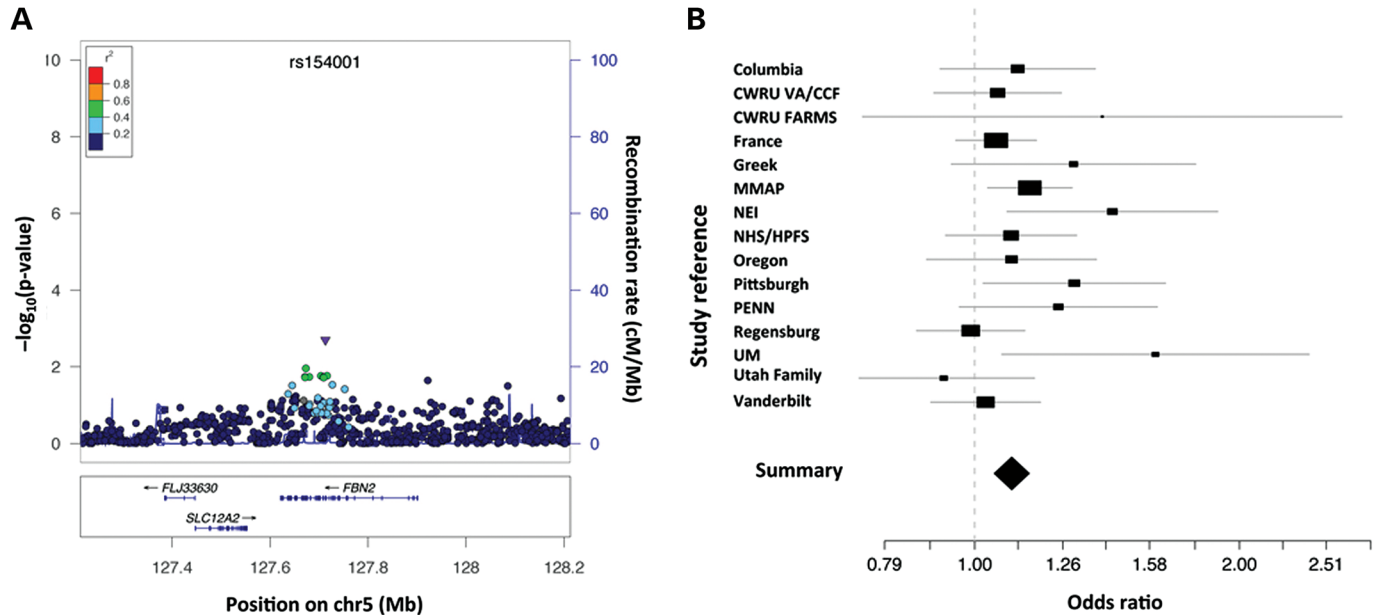 A
rs154001
r²
0.8
0.6
0.4
0.2
10
8
6
4
2
0
–log10(p-value)
100
80
60
40
20
0
Recombination rate (cM/Mb)
← FLJ33630
← FBN2
SLC12A2 →
127.4 127.6 127.8 128 128.2
Position on chr5 (Mb)
B
Study reference
Columbia
CWRU VA/CCF
CWRU FARMS
France
Greek
MMAP
NEI
NHS/HPFS
Oregon
Pittsburgh
PENN
Regensburg
UM
Utah Family
Vanderbilt
Summary
0.79 1.00 1.26 1.58 2.00 2.51
Odds ratio